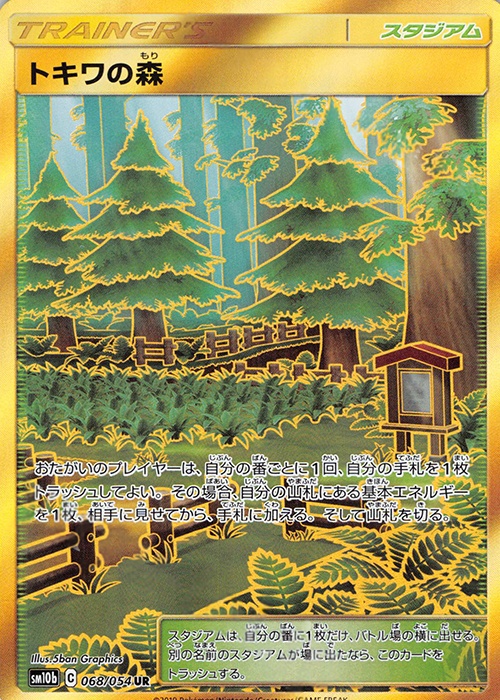 TRAINER'S
スタジアム
トキワの森
もり
おたがいのプレイヤーは、自分の番ごとに1回、自分の手札を1枚
トラッシュしてよい。その場合、自分の山札にある基本エネルギー
を1枚、相手に見せてから、手札に加える。そして山札を切る。
スタジアムは、自分の番に1枚だけ、バトル場の横に出せる。
別の名前のスタジアムが場に出たなら、このカードを
トラッシュする。
Illus.5ban Graphics
sm10b C 068/054 UR
©2019 Pokémon/Nintendo/Creatures/GAME FREAK.